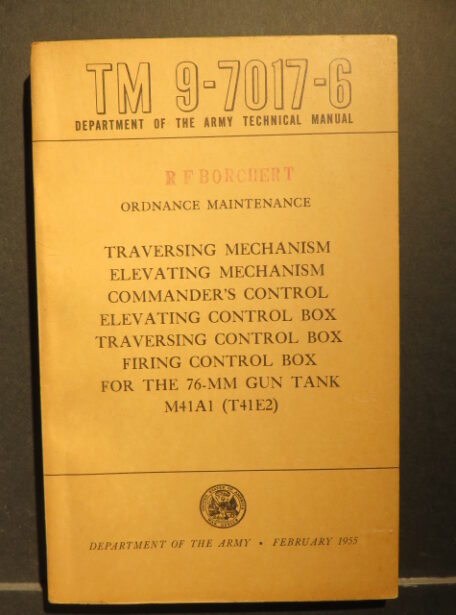 TM 9-7017-6
DEPARTMENT OF THE ARMY TECHNICAL MANUAL
R F BORCHERT
ORDNANCE MAINTENANCE
TRAVERSING MECHANISM
ELEVATING MECHANISM
COMMANDER'S CONTROL
ELEVATING CONTROL BOX
TRAVERSING CONTROL BOX
FIRING CONTROL BOX
FOR THE 76-MM GUN TANK
M41A1 (T41E2)
DEPARTMENT OF THE ARMY • FEBRUARY 1955